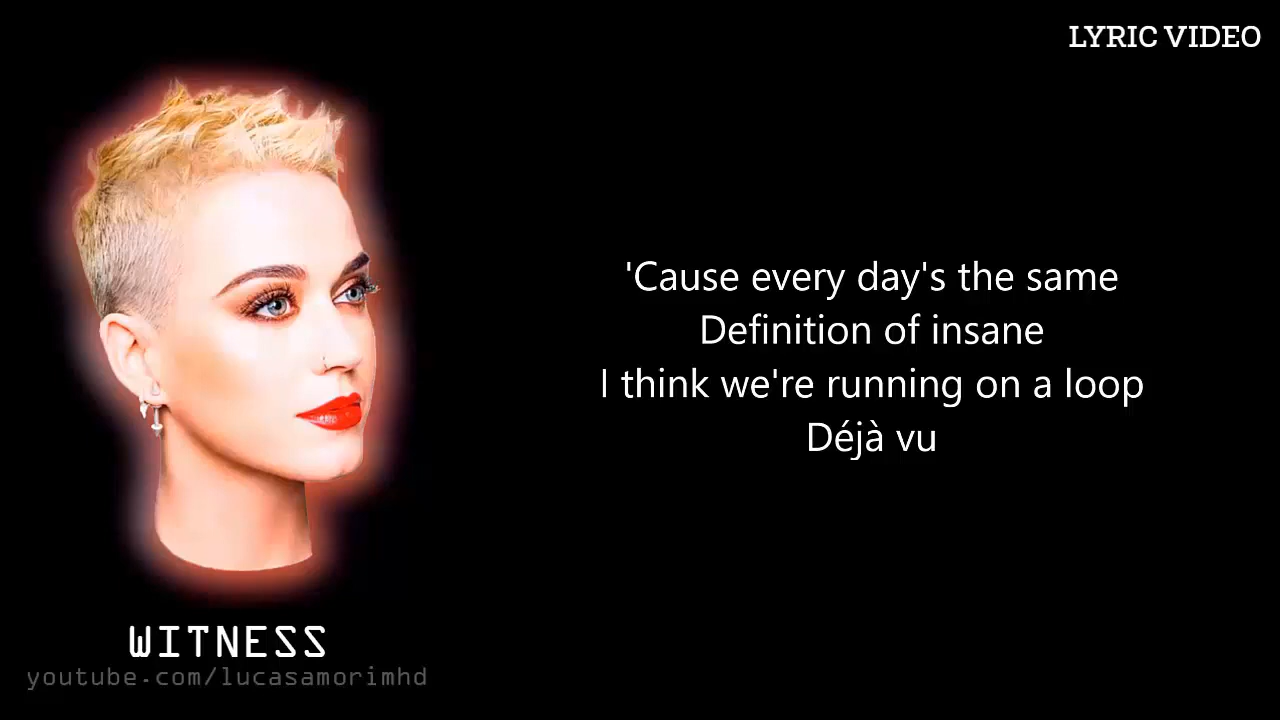 LYRIC VIDEO
'Cause every day's the same
Definition of insane
I think we're running on a loop
Déjà vu
WITNESS
youtube.com/lucasamorimhd